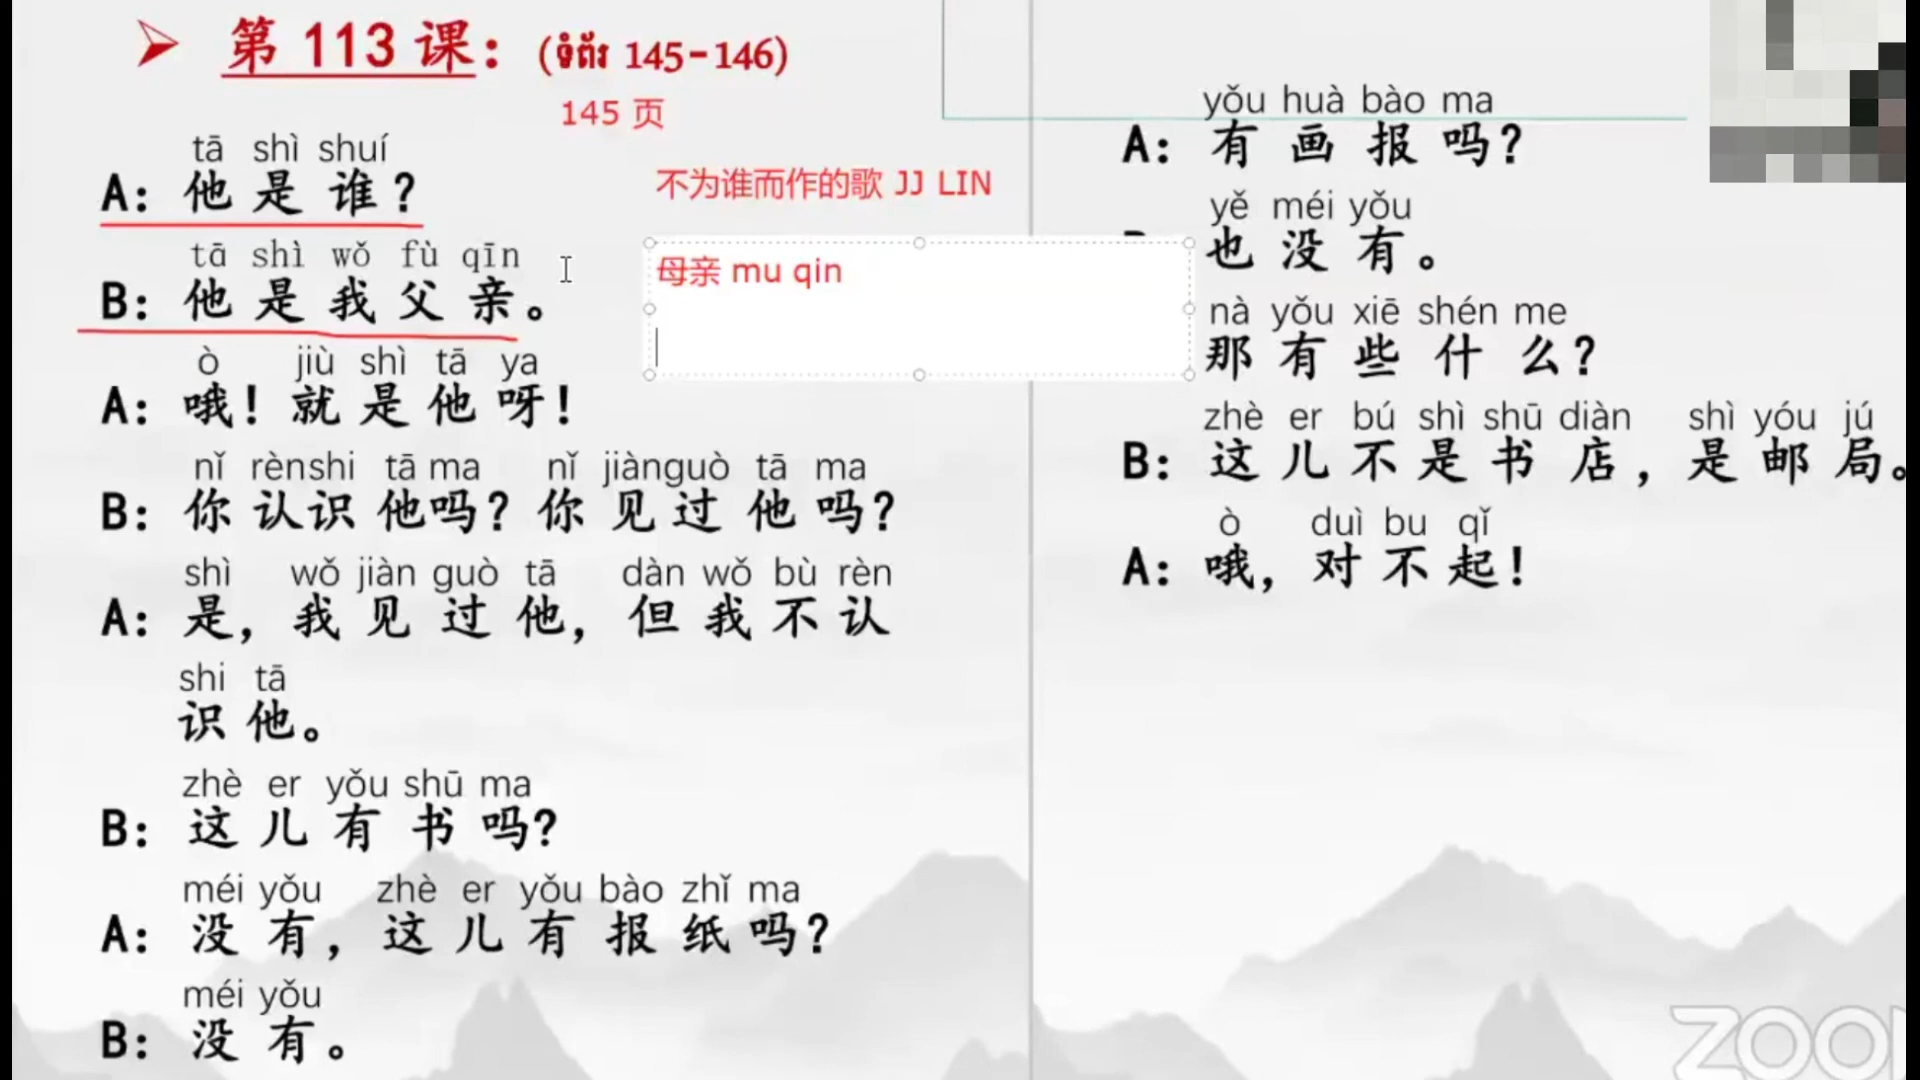 第 113 课: (ទំព័រ 145-146)
145 页
tā shì shuí
A: 他是谁?
不为谁而作的歌 JJ LIN
tā shì wǒ fù qīn
B: 他是我父亲。
母亲 mu qin
ò jiù shì tā ya
A: 哦! 就是他呀!
nǐ rènshi tā ma nǐ jiànguò tā ma
B: 你认识他吗? 你见过他吗?
shì wǒ jiàn guò tā dàn wǒ bù rèn
A: 是, 我见过他, 但我不认
shi tā
识他。
zhè er yǒu shū ma
B: 这儿有书吗?
méi yǒu zhè er yǒu bào zhǐ ma
A: 没有, 这儿有报纸吗?
méi yǒu
B: 没有。
yǒu huà bào ma
A: 有画报吗?
yě méi yǒu
也没有。
nà yǒu xiē shén me
那有些什么?
zhè er bú shì shū diàn shì yóu jú
B: 这儿不是书店, 是邮局。
ò duì bu qǐ
A: 哦, 对不起!